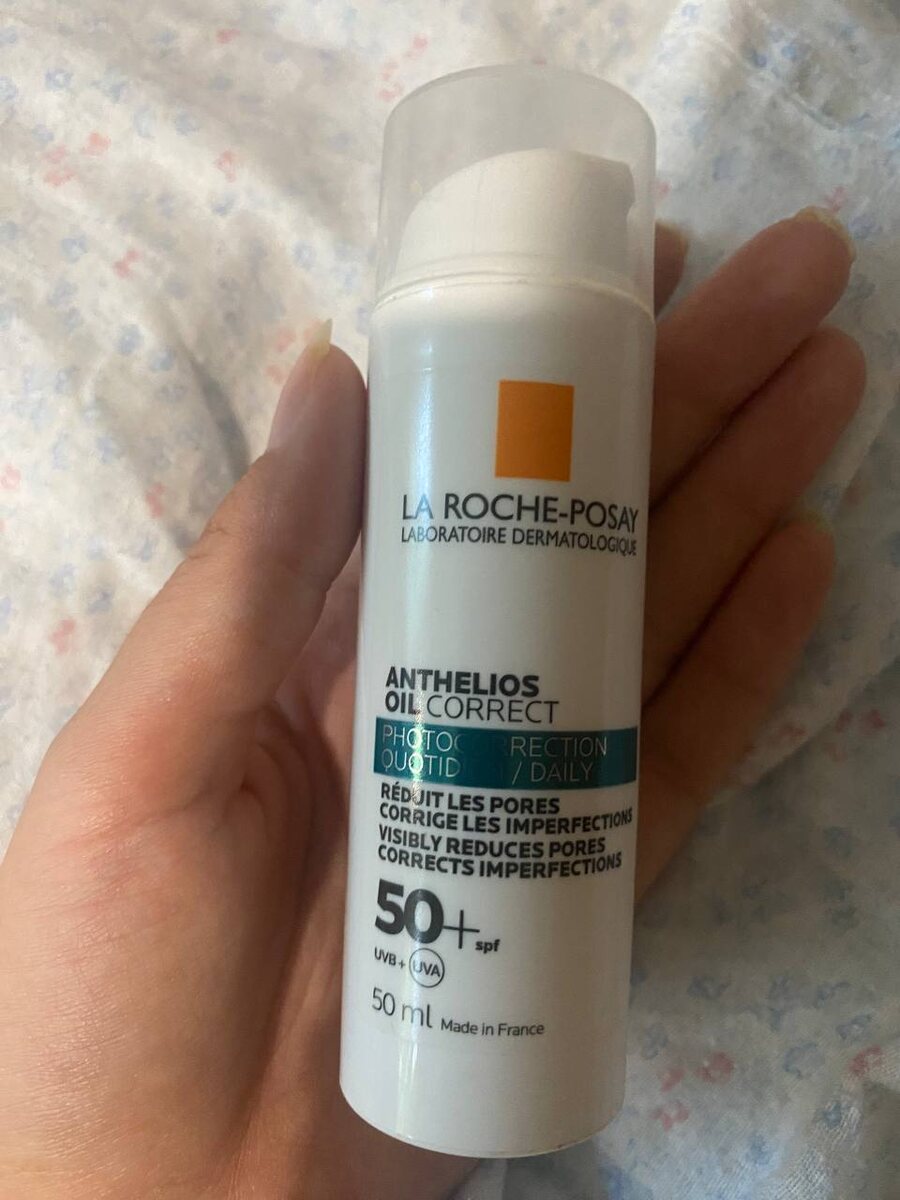 LA ROCHE-POSAY
LABORATOIRE DERMATOLOGIQUE
ANTHELIOS
OIL CORRECT
/ DAILY
RÉDUIT LES PORES
CORRIGE LES IMPERFECTIONS
VISIBLY REDUCES PORES
CORRECTS IMPERFECTIONS
50+ spf
UVB + UVA
50 ml Made in France